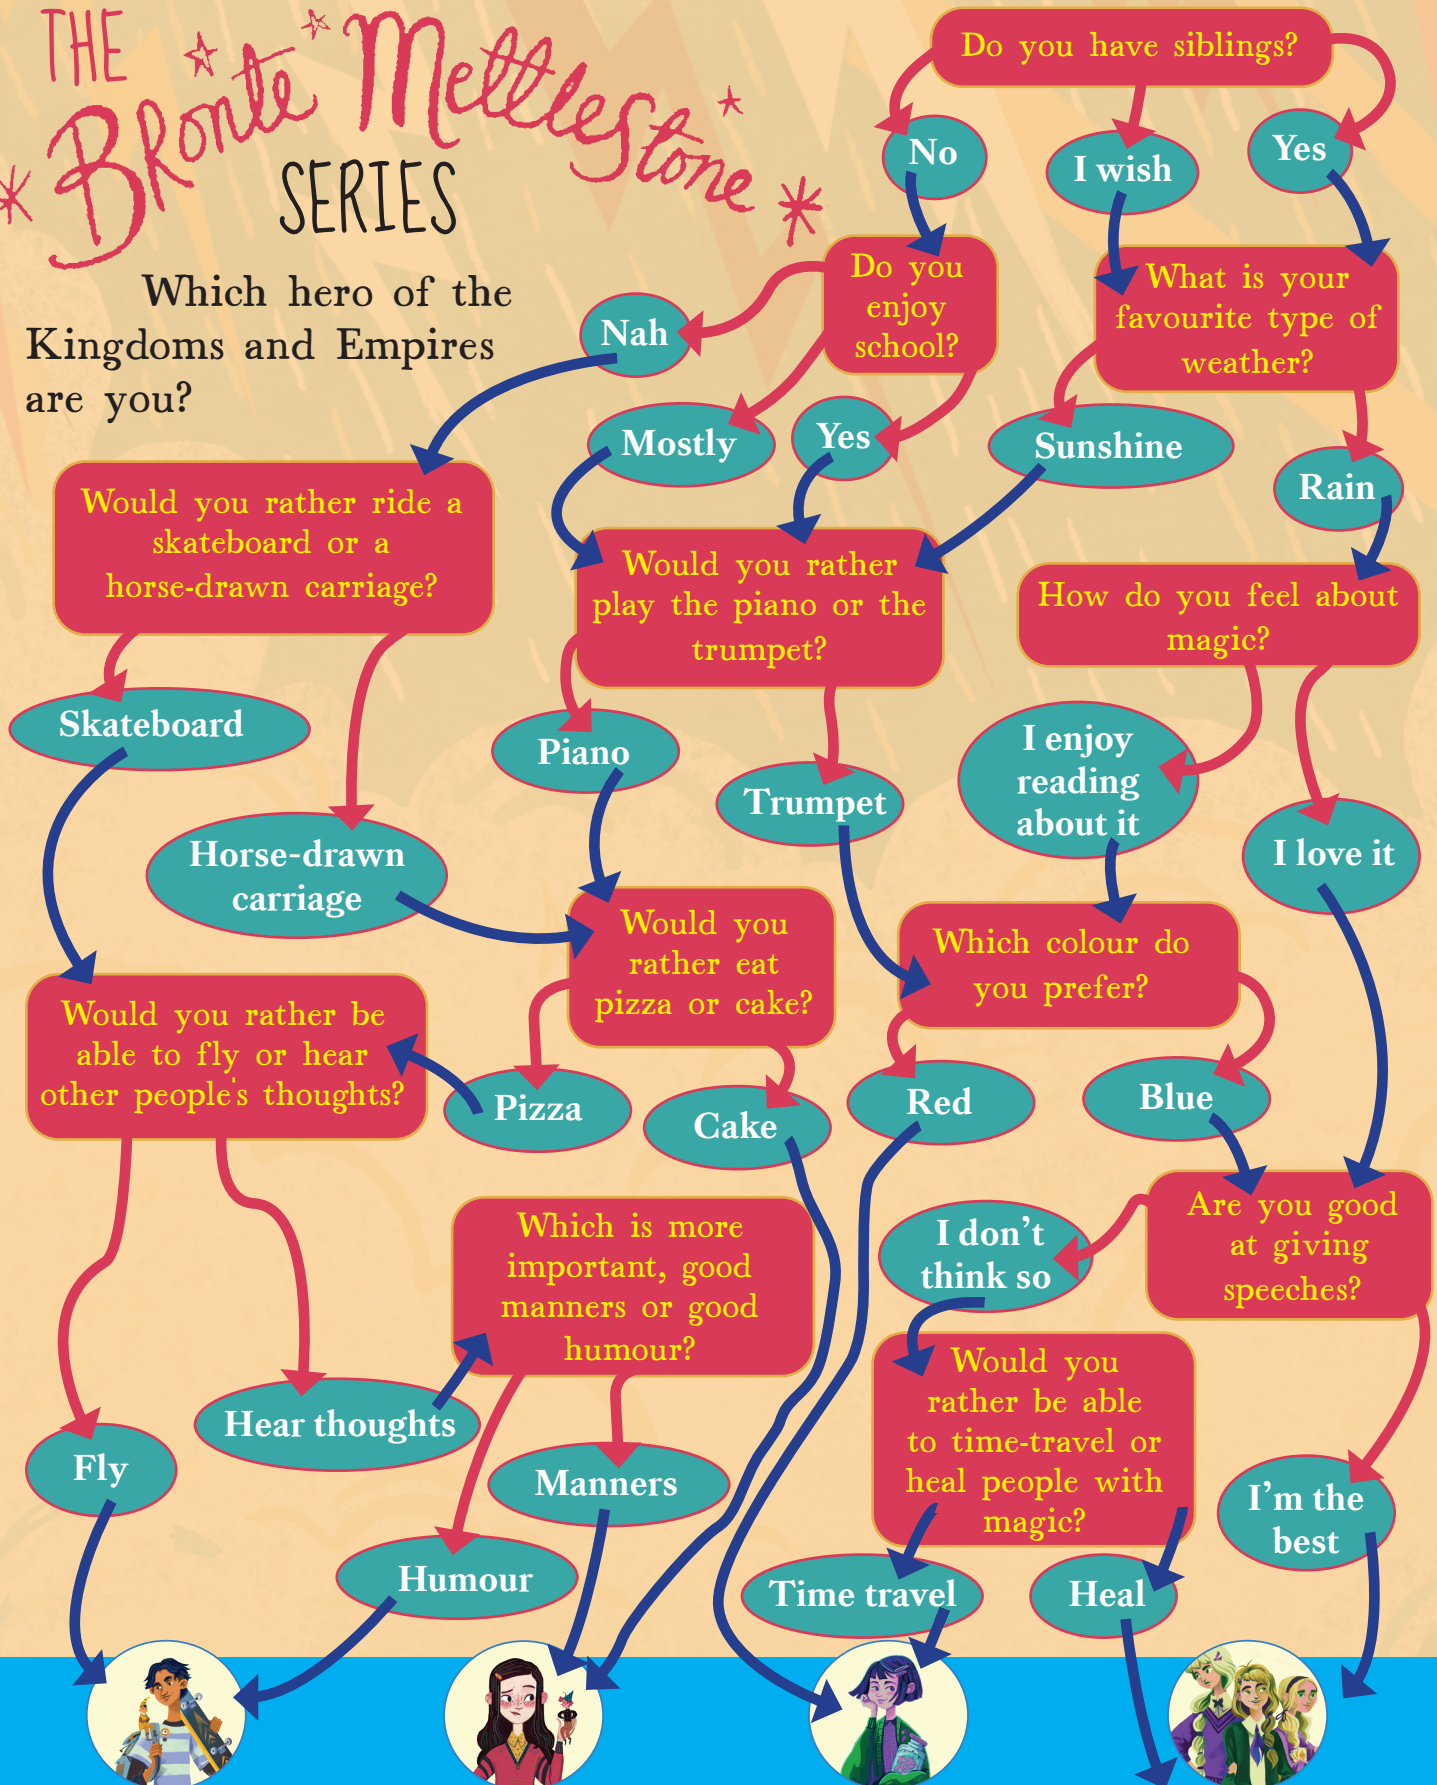 THE
Bronte Mettlestone
SERIES
Which hero of the
Kingdoms and Empires
are you?
Do you have siblings?
No
I wish
Yes
Do you
enjoy
school?
What is your
favourite type of
weather?
Nah
Mostly
Yes
Sunshine
Rain
Would you rather ride a
skateboard or a
horse-drawn carriage?
Would you rather
play the piano or the
trumpet?
How do you feel about
magic?
Skateboard
Horse-drawn
carriage
Piano
Trumpet
I enjoy
reading
about it
I love it
Would you
rather eat
pizza or cake?
Which colour do
you prefer?
Would you rather be
able to fly or hear
other people's thoughts?
Pizza
Cake
Red
Blue
Which is more
important, good
manners or good
humour?
I don't
think so
Are you good
at giving
speeches?
Would you
rather be able
to time-travel or
heal people with
magic?
Fly
Hear thoughts
Manners
Humour
Time travel
Heal
I'm the
best